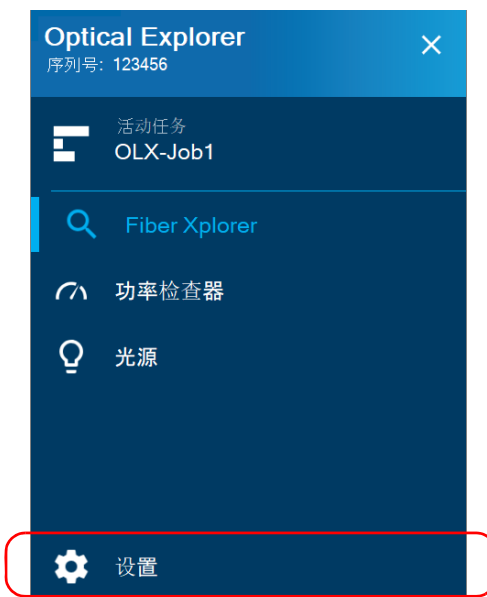 Optical Explorer
序列号: 123456
活动任务
OLX-Job1
Fiber Xplorer
功率检查器
光源
设置